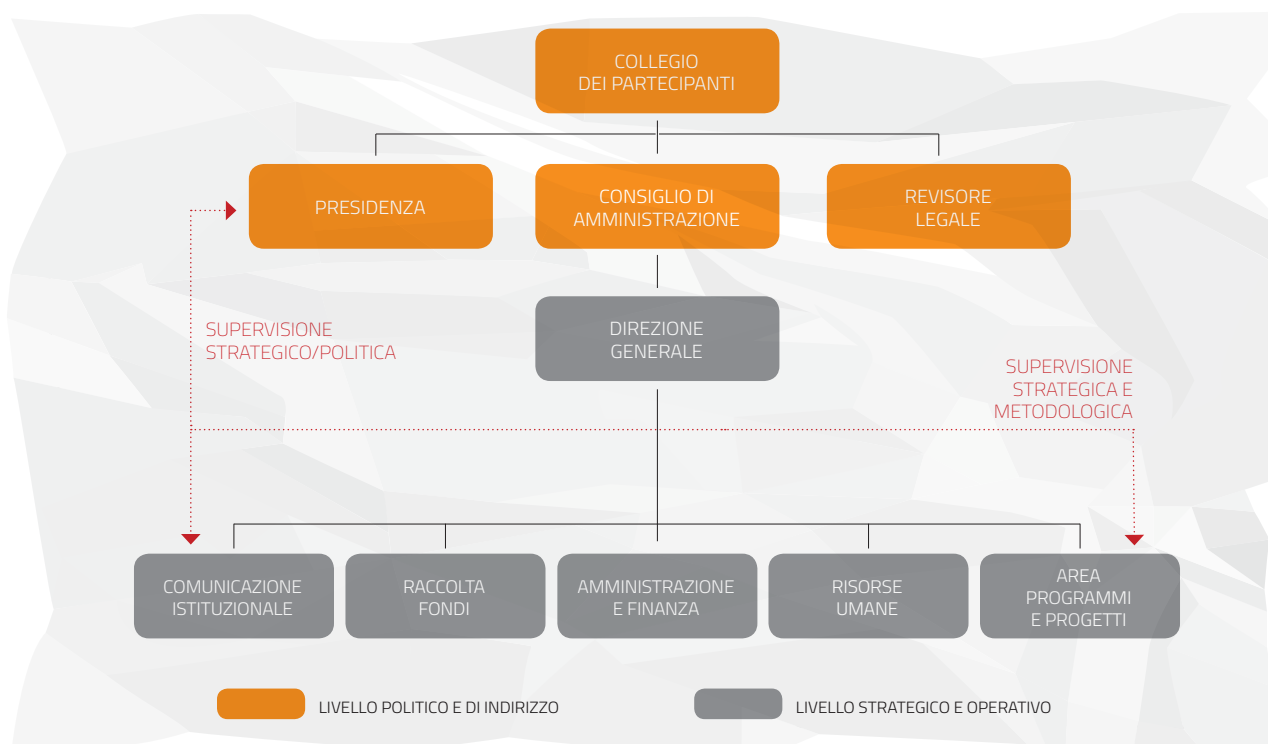 COLLEGIO
DEI PARTECIPANTI
PRESIDENZA
CONSIGLIO DI
AMMINISTRAZIONE
REVISORE
LEGALE
DIREZIONE
GENERALE
SUPERVISIONE
STRATEGICO/POLITICA
SUPERVISIONE
STRATEGICA E
METODOLOGICA
COMUNICAZIONE
ISTITUZIONALE
RACCOLTA
FONDI
AMMINISTRAZIONE
E FINANZA
RISORSE
UMANE
AREA
PROGRAMMI
E PROGETTI
LIVELLO POLITICO E DI INDIRIZZO
LIVELLO STRATEGICO E OPERATIVO